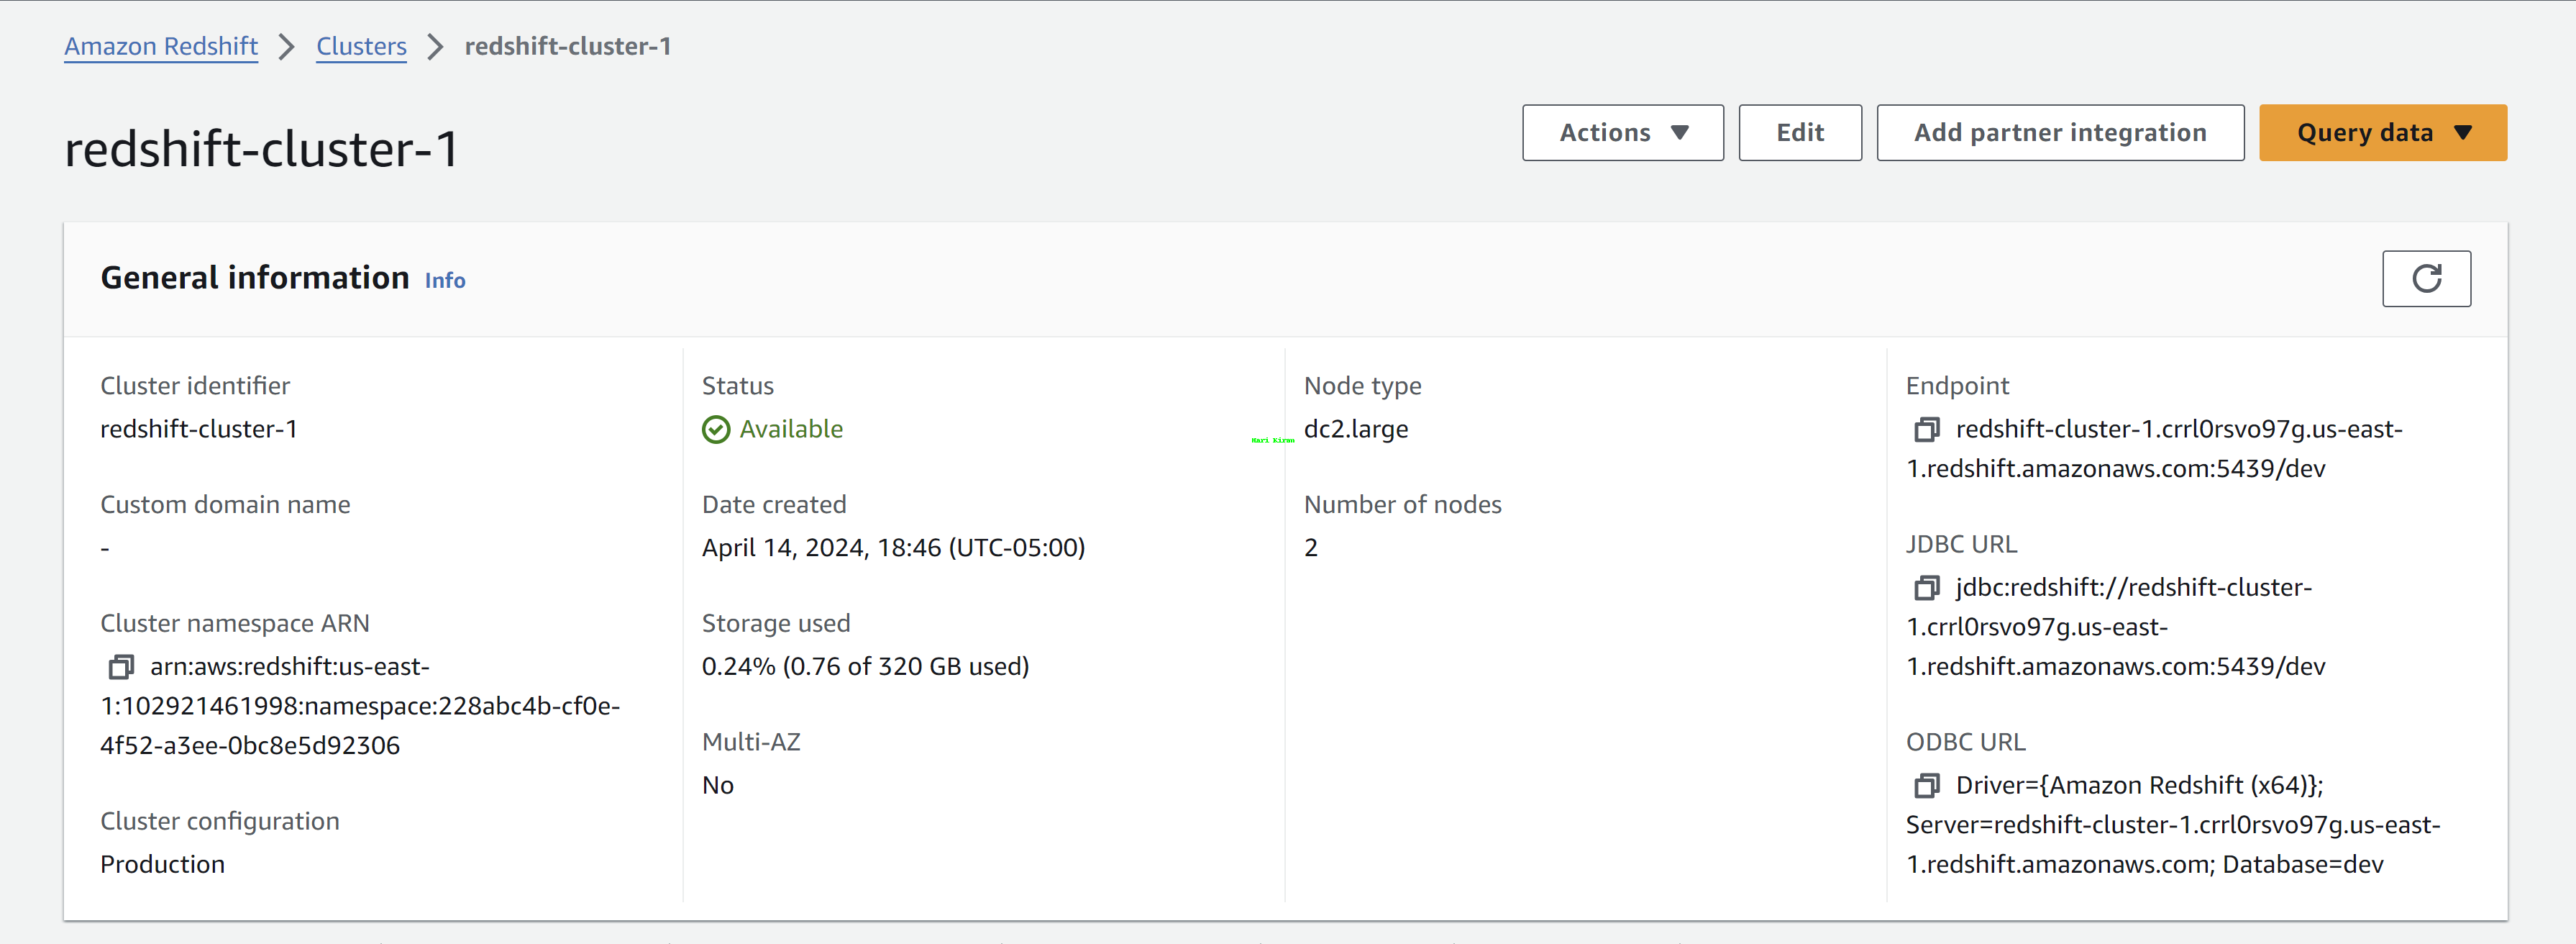 Amazon Redshift > Clusters > redshift-cluster-1
redshift-cluster-1
Actions
Edit
Add partner integration
Query data
General information Info
Cluster identifier
redshift-cluster-1
Custom domain name
-
Cluster namespace ARN
arn:aws:redshift:us-east-
1:102921461998:namespace:228abc4b-cf0e-
4f52-a3ee-0bc8e5d92306
Cluster configuration
Production
Status
Available
Date created
April 14, 2024, 18:46 (UTC-05:00)
Storage used
0.24% (0.76 of 320 GB used)
Multi-AZ
No
Node type
dc2.large
Number of nodes
2
Endpoint
redshift-cluster-1.crrl0rsvo97g.us-east-
1.redshift.amazonaws.com:5439/dev
JDBC URL
jdbc:redshift://redshift-cluster-
1.crrl0rsvo97g.us-east-
1.redshift.amazonaws.com:5439/dev
ODBC URL
Driver={Amazon Redshift (x64)};
Server=redshift-cluster-1.crrl0rsvo97g.us-east-
1.redshift.amazonaws.com; Database=dev